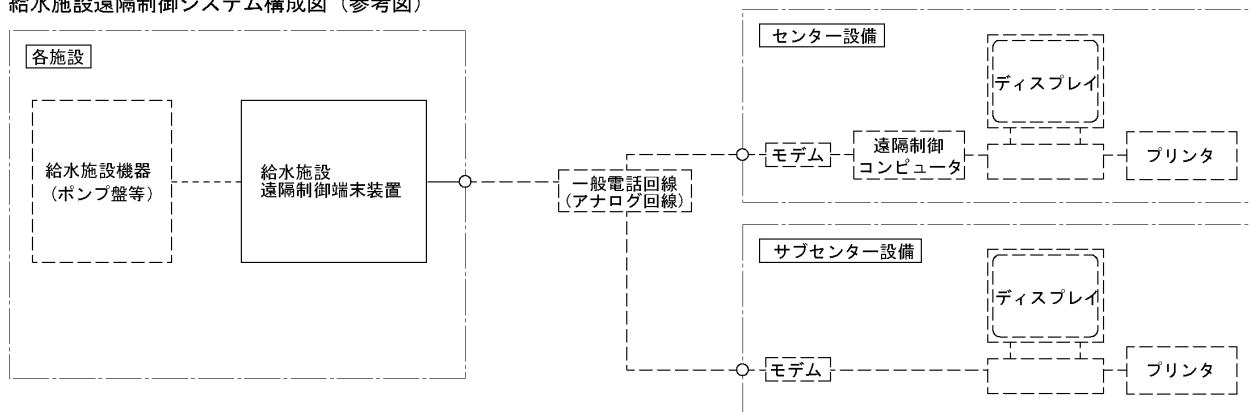 給水施設遠隔制御システム構成図（参考図）
各施設
給水施設機器
（ポンプ盤等）
給水施設
遠隔制御端末装置
一般電話回線
（アナログ回線）
センター設備
モデム
遠隔制御
コンピュータ
ディスプレイ
プリンタ
サブセンター設備
モデム
ディスプレイ
プリンタ